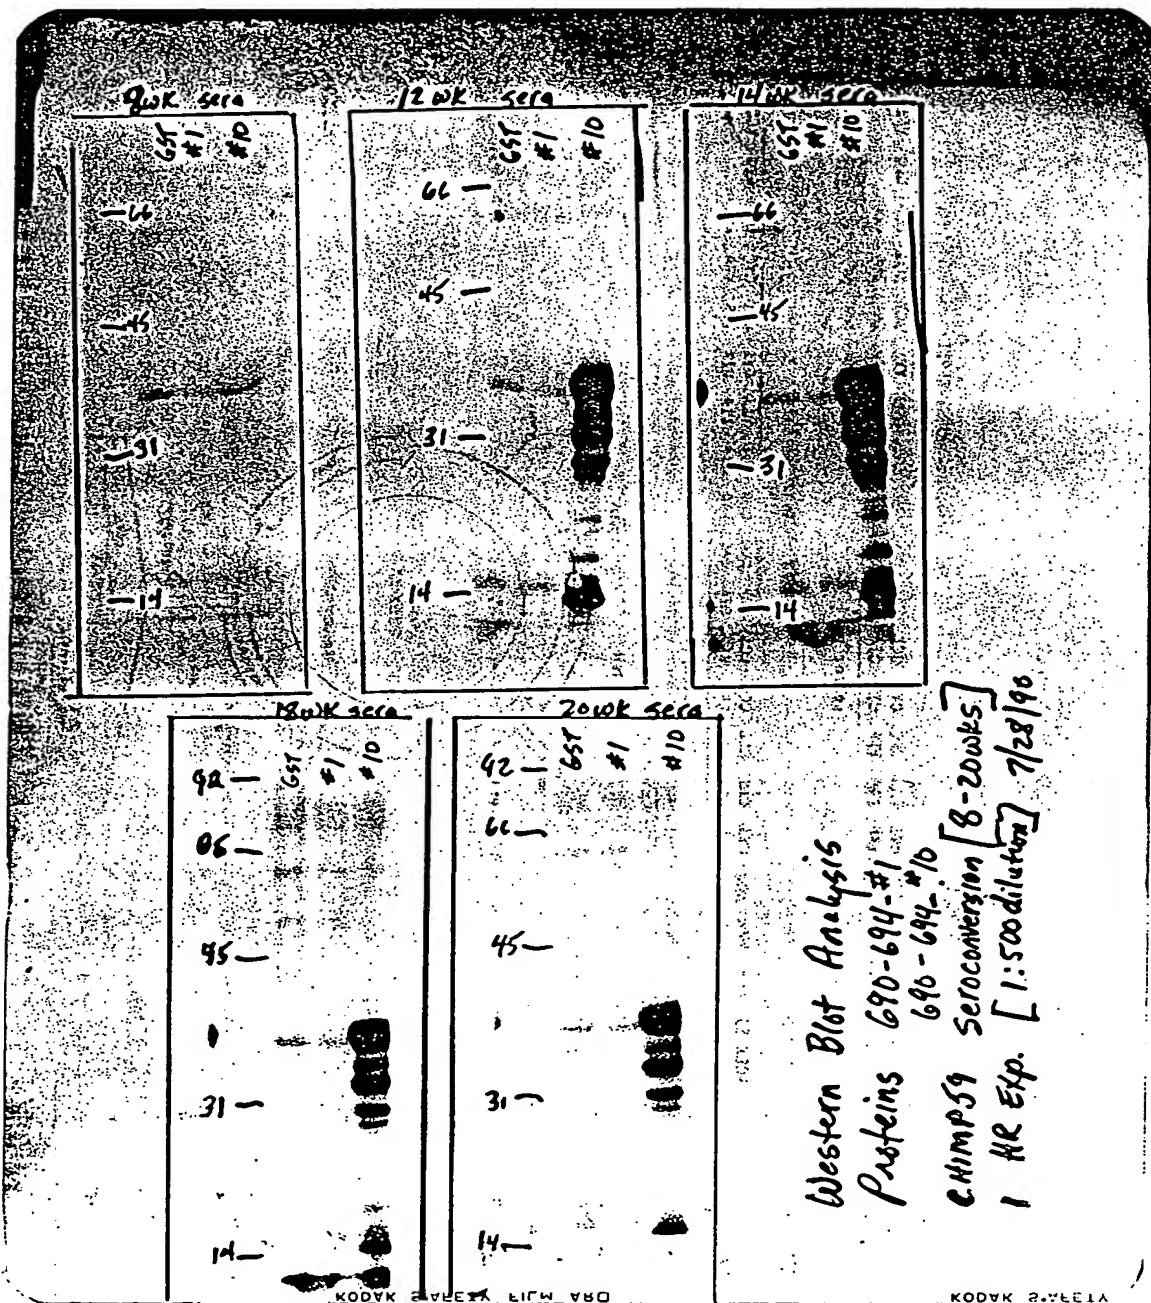 8wk sera
GST
#1
#10
66
45
31
14
12 wk sera
GST
#1
#10
66
45
31
14
14 wk sera
GST
#1
#10
66
45
31
14
18wk sera
GST
#1
#10
92
66
45
31
14
20wk sera
GST
#1
#10
92
66
45
31
14
Western Blot Analysis
Proteins 690-694-#1
690-694-#10
CHIMP59 Seroconversion [8-20wks]
1 HR Exp. [1:500 dilution] 7/28/90
KODAK SAFETY FILM
KODAK SAFETY